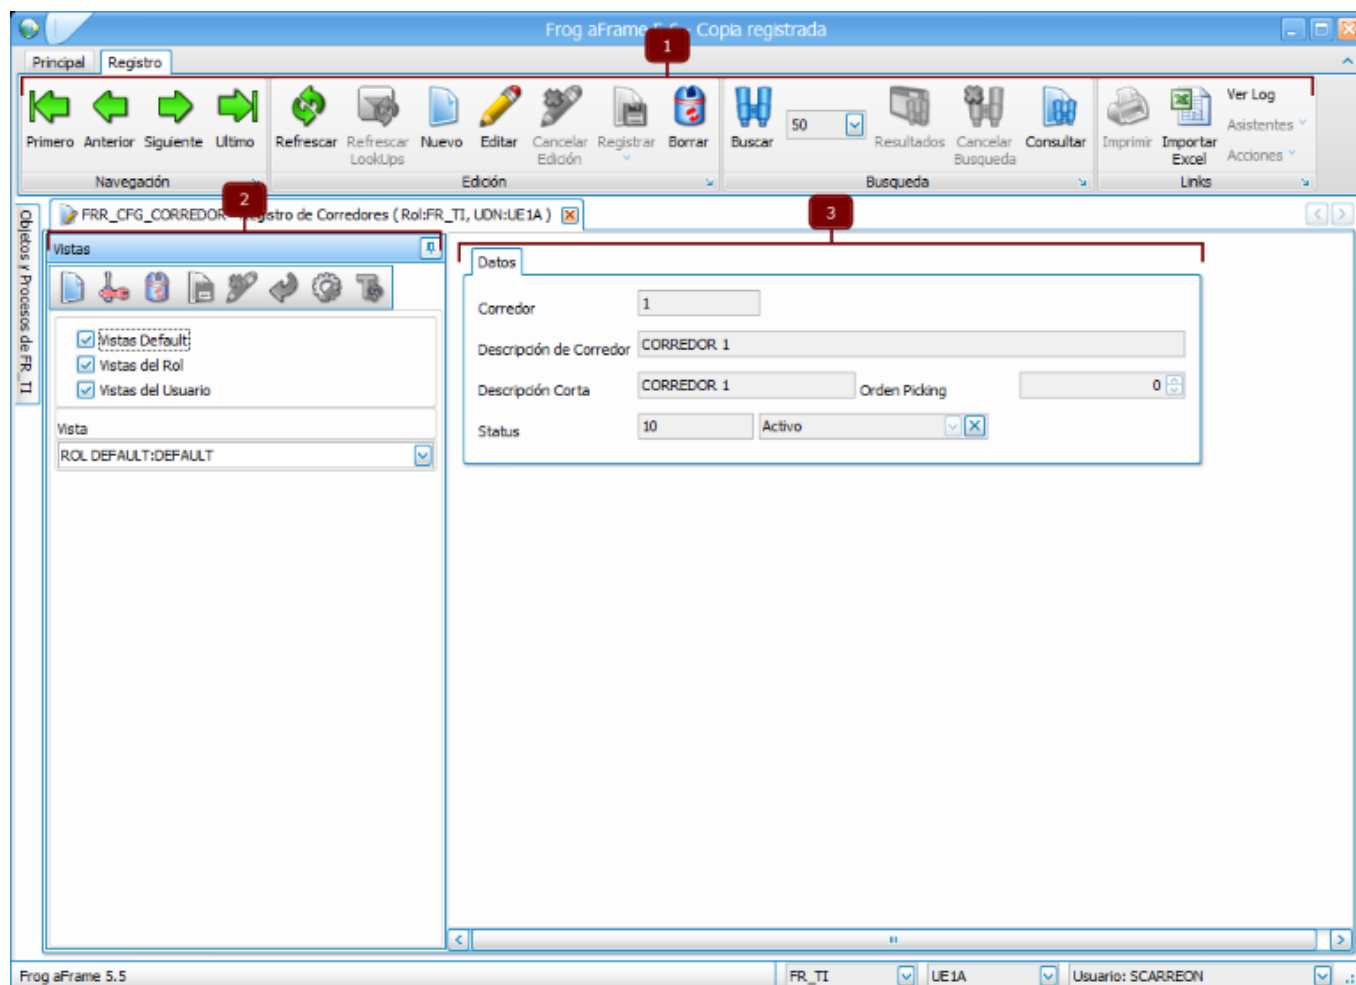 Frog aFrame 5.5 - Copia registrada
1
Principal Registro
Primero Anterior Siguiente Ultimo Refrescar Refrescar LookUps Nuevo Editar Cancelar Edición Registrar Borrar Buscar 50 Resultados Cancelar Busqueda Consultar Imprimir Importar Excel Ver Log
Asistentes
Acciones
Navegación Edición Busqueda Links
2
3
Objetos y Procesos de FR_TI
FRR_CFG_CORREDOR - Registro de Corredores ( Rol:FR_TI, UDN:UE1A )
Vistas
Vistas Default
Vistas del Rol
Vistas del Usuario
Vista
ROL DEFAULT:DEFAULT
Datos
Corredor 1
Descripción de Corredor CORREDOR 1
Descripción Corta CORREDOR 1 Orden Picking 0
Status 10 Activo
Frog aFrame 5.5 FR_TI UE1A Usuario: SCARREON